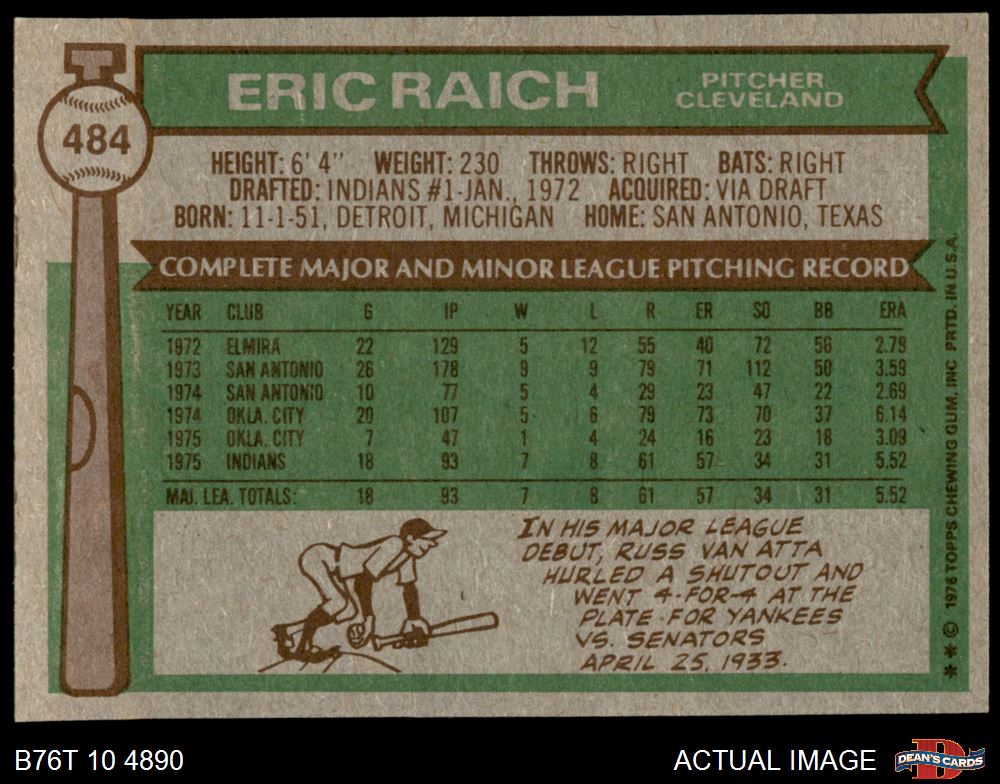 484
ERIC RAICH
PITCHER
CLEVELAND
HEIGHT: 6' 4" WEIGHT: 230 THROWS: RIGHT BATS: RIGHT
DRAFTED: INDIANS #1-JAN., 1972 ACQUIRED: VIA DRAFT
BORN: 11-1-51, DETROIT, MICHIGAN HOME: SAN ANTONIO, TEXAS
COMPLETE MAJOR AND MINOR LEAGUE PITCHING RECORD
YEAR CLUB G IP W L R ER SO BB ERA
1972 ELMIRA 22 129 5 12 55 40 72 56 2.79
1973 SAN ANTONIO 26 178 9 9 79 71 112 50 3.59
1974 SAN ANTONIO 10 77 5 4 29 23 47 22 2.69
1974 OKLA. CITY 20 107 5 6 79 73 70 37 6.14
1975 OKLA. CITY 7 47 1 4 24 16 23 18 3.09
1975 INDIANS 18 93 7 8 61 57 34 31 5.52
MAJ. LEA. TOTALS: 18 93 7 8 61 57 34 31 5.52
IN HIS MAJOR LEAGUE
DEBUT, RUSS VAN ATTA
HURLED A SHUTOUT AND
WENT 4-FOR-4 AT THE
PLATE FOR YANKEES
VS. SENATORS
APRIL 25, 1933.
* * © 1976 TOPPS CHEWING GUM, INC PRTD. IN U.S.A.
B76T 10 4890
ACTUAL IMAGE
D
DEAN'S CARDS